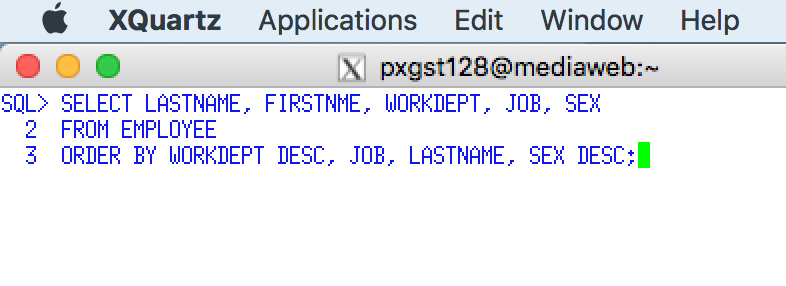 XQuartz Applications Edit Window Help
X pxgst128@mediaweb:~
SQL> SELECT LASTNAME, FIRSTNME, WORKDEPT, JOB, SEX
2 FROM EMPLOYEE
3 ORDER BY WORKDEPT DESC, JOB, LASTNAME, SEX DESC;